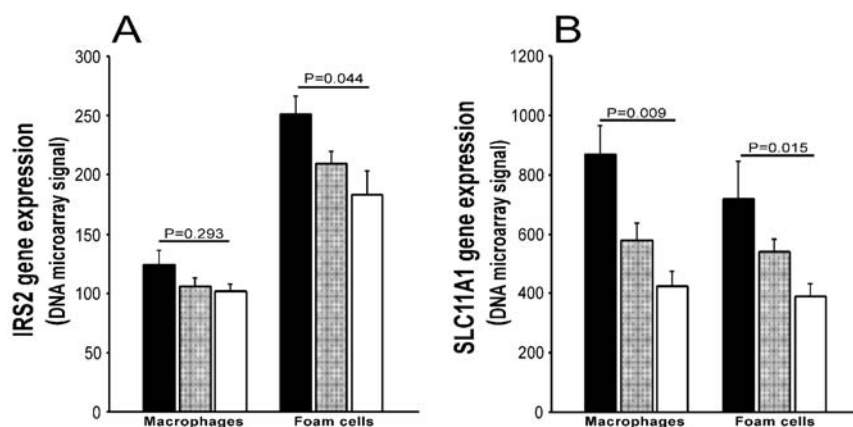 A
IRS2 gene expression
(DNA microarray signal)
300
250
200
150
100
50
0
P=0.293
P=0.044
Macrophages
Foam cells
B
SLC11A1 gene expression
(DNA microarray signal)
1200
1000
800
600
400
200
0
P=0.009
P=0.015
Macrophages
Foam cells